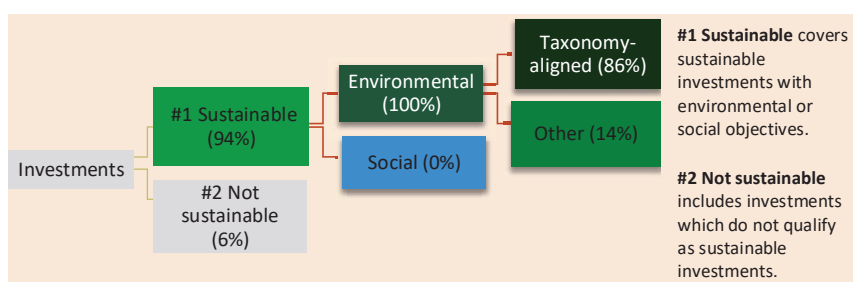 Investments
#1 Sustainable
(94%)
#2 Not
sustainable
(6%)
Environmental
(100%)
Social (0%)
Taxonomy-
aligned (86%)
Other (14%)
#1 Sustainable covers
sustainable
investments with
environmental or
social objectives.
#2 Not sustainable
includes investments
which do not qualify
as sustainable
investments.